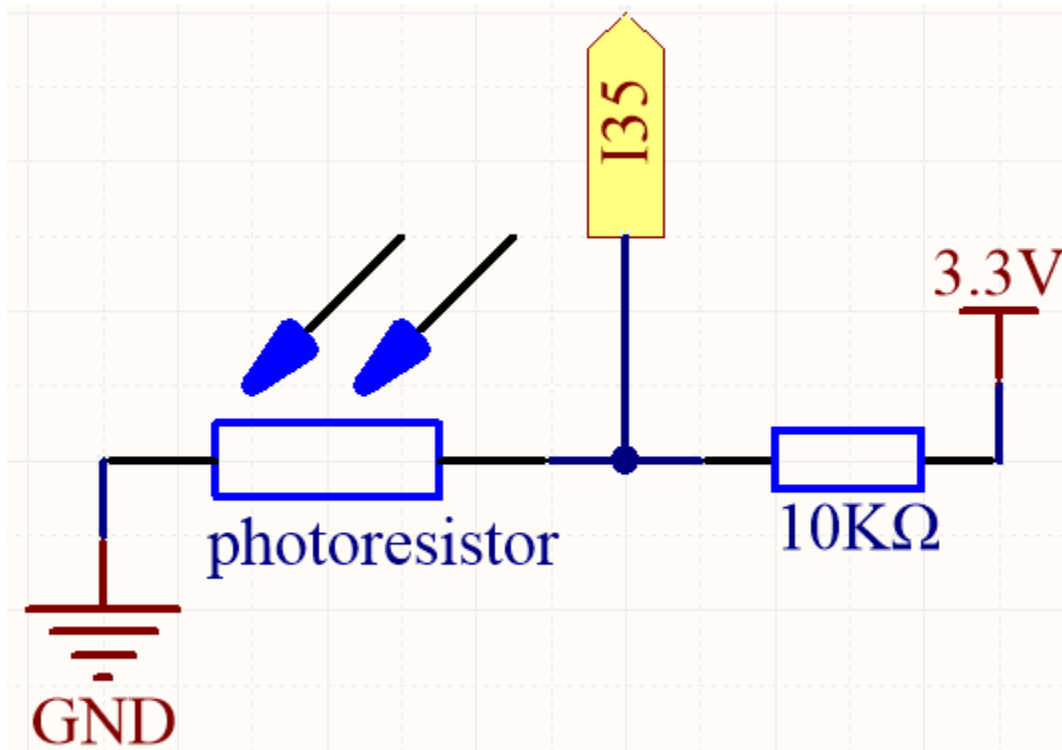 I35
3.3V
photoresistor
10KΩ
GND